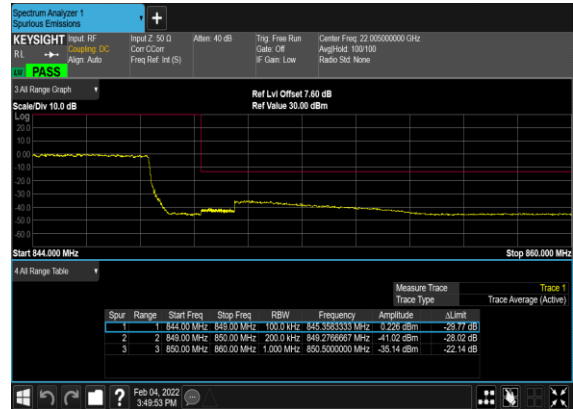 Spectrum Analyzer 1
Spurious Emissions
+
KEYSIGHT Input: RF Input Z: 50 Ω Atten: 40 dB Trig: Free Run Center Freq: 22.005000000 GHz
RL Coupling: DC Corr CCorr Gate: Off Avg|Hold: 100/100
Align: Auto Freq Ref: Int (S) IF Gain: Low Radio Std: None
PASS
3 All Range Graph
Ref Lvl Offset 7.60 dB
Scale/Div 10.0 dB Ref Value 30.00 dBm
Log
20.0
10.0
0.00
-10.0
-20.0
-30.0
-40.0
-50.0
-60.0
Start 844.000 MHz Stop 860.000 MHz
4 All Range Table
Measure Trace Trace 1
Trace Type Trace Average (Active)
Spur Range Start Freq Stop Freq RBW Frequency Amplitude ΔLimit
1 1 844.00 MHz 849.00 MHz 100.0 kHz 845.3583333 MHz 0.226 dBm -29.77 dB
2 2 849.00 MHz 850.00 MHz 200.0 kHz 849.2766667 MHz -41.02 dBm -28.02 dB
3 3 850.00 MHz 860.00 MHz 1.000 MHz 850.5000000 MHz -35.14 dBm -22.14 dB
? Feb 04, 2022
3:49:53 PM